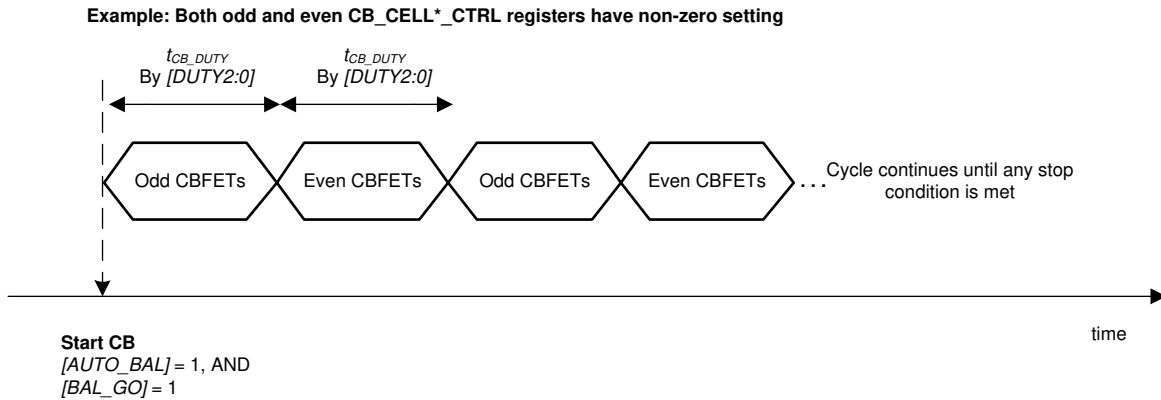 Example: Both odd and even CB_CELL*_CTRL registers have non-zero setting
tCB_DUTY
By [DUTY2:0]
tCB_DUTY
By [DUTY2:0]
Odd CBFETs
Even CBFETs
Odd CBFETs
Even CBFETs
...
Cycle continues until any stop
condition is met
time
Start CB
[AUTO_BAL] = 1, AND
[BAL_GO] = 1